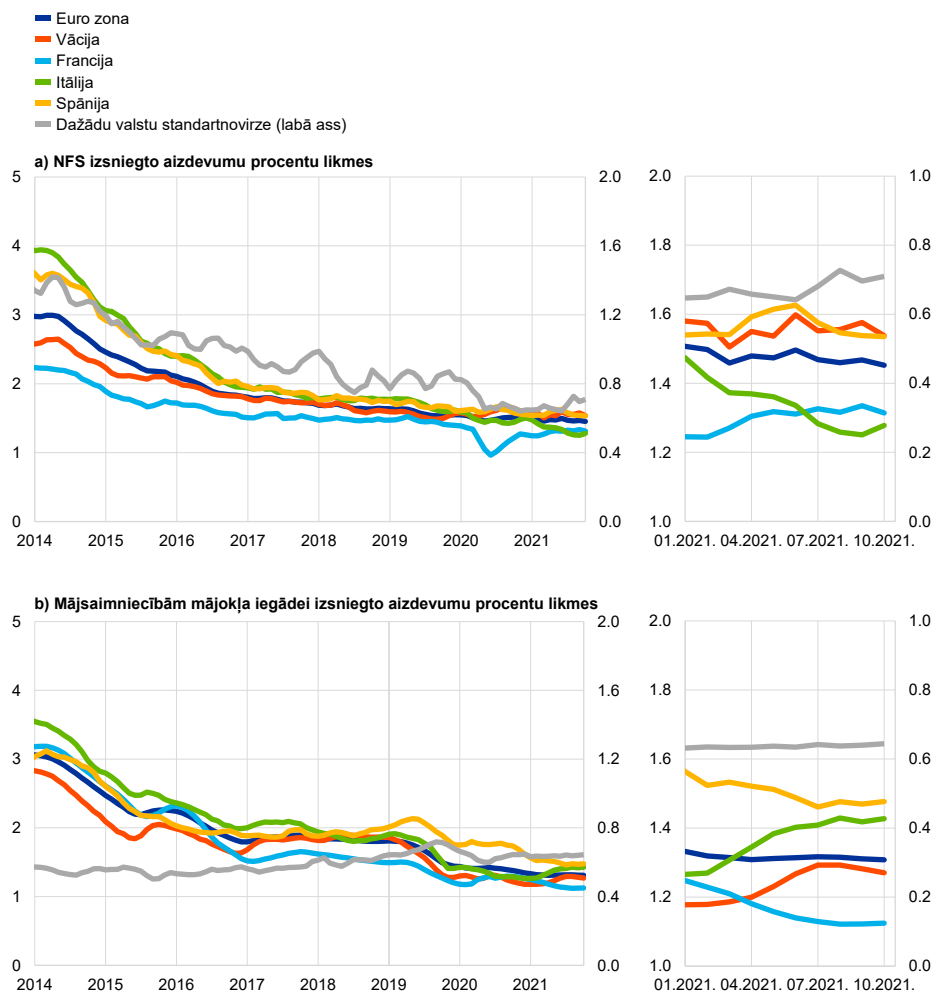 Euro zona
Vācija
Francija
Itālija
Spānija
Dažādu valstu standartnovirze (labā ass)
a) NFS izsniegto aizdevumu procentu likmes
5 2.0 2.0 1.0
4 1.6 1.8 0.8
3 1.2 1.6 0.6
2 0.8 1.4 0.4
1 0.4 1.2 0.2
0 0.0 1.0 0.0
2014 2015 2016 2017 2018 2019 2020 2021 01.2021. 04.2021. 07.2021. 10.2021.
b) Mājsaimniecībām mājokļa iegādei izsniegto aizdevumu procentu likmes
5 2.0 2.0 1.0
4 1.6 1.8 0.8
3 1.2 1.6 0.6
2 0.8 1.4 0.4
1 0.4 1.2 0.2
0 0.0 1.0 0.0
2014 2015 2016 2017 2018 2019 2020 2021 01.2021. 04.2021. 07.2021. 10.2021.